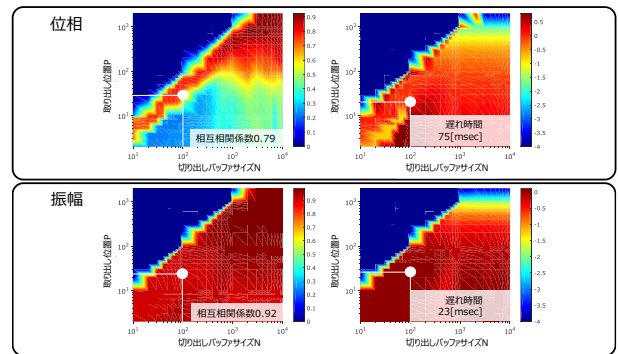 位相
取り出し位置P
10³
10²
10¹
10¹ 10² 10³ 10⁴
切り出しバッファサイズN
相互相関係数0.79
0.9
0.8
0.7
0.6
0.5
0.4
0.3
0.2
0.1
0
取り出し位置P
10³
10²
10¹
10¹ 10² 10³ 10⁴
切り出しバッファサイズN
遅れ時間
75[msec]
0.5
0
-0.5
-1
-1.5
-2
-2.5
-3
-3.5
-4
振幅
取り出し位置P
10³
10²
10¹
10¹ 10² 10³ 10⁴
切り出しバッファサイズN
相互相関係数0.92
0.9
0.8
0.7
0.6
0.5
0.4
0.3
0.2
0.1
0
取り出し位置P
10³
10²
10¹
10¹ 10² 10³ 10⁴
切り出しバッファサイズN
遅れ時間
23[msec]
0
-0.5
-1
-1.5
-2
-2.5
-3
-3.5
-4